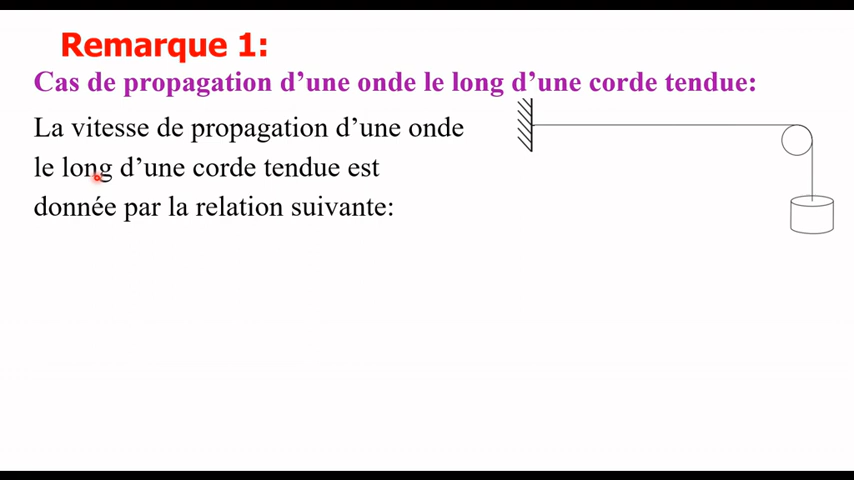 Remarque 1:
Cas de propagation d’une onde le long d’une corde tendue:
La vitesse de propagation d’une onde
le long d’une corde tendue est
donnée par la relation suivante: